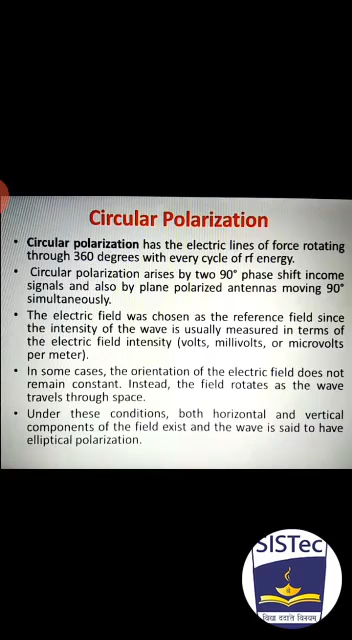 Circular Polarization
• Circular polarization has the electric lines of force rotating
through 360 degrees with every cycle of rf energy.
• Circular polarization arises by two 90° phase shift income
signals and also by plane polarized antennas moving 90°
simultaneously.
• The electric field was chosen as the reference field since
the intensity of the wave is usually measured in terms of
the electric field intensity (volts, millivolts, or microvolts
per meter).
• In some cases, the orientation of the electric field does not
remain constant. Instead, the field rotates as the wave
travels through space.
• Under these conditions, both horizontal and vertical
components of the field exist and the wave is said to have
elliptical polarization.
SISTec
विद्या ददाति विनयम्